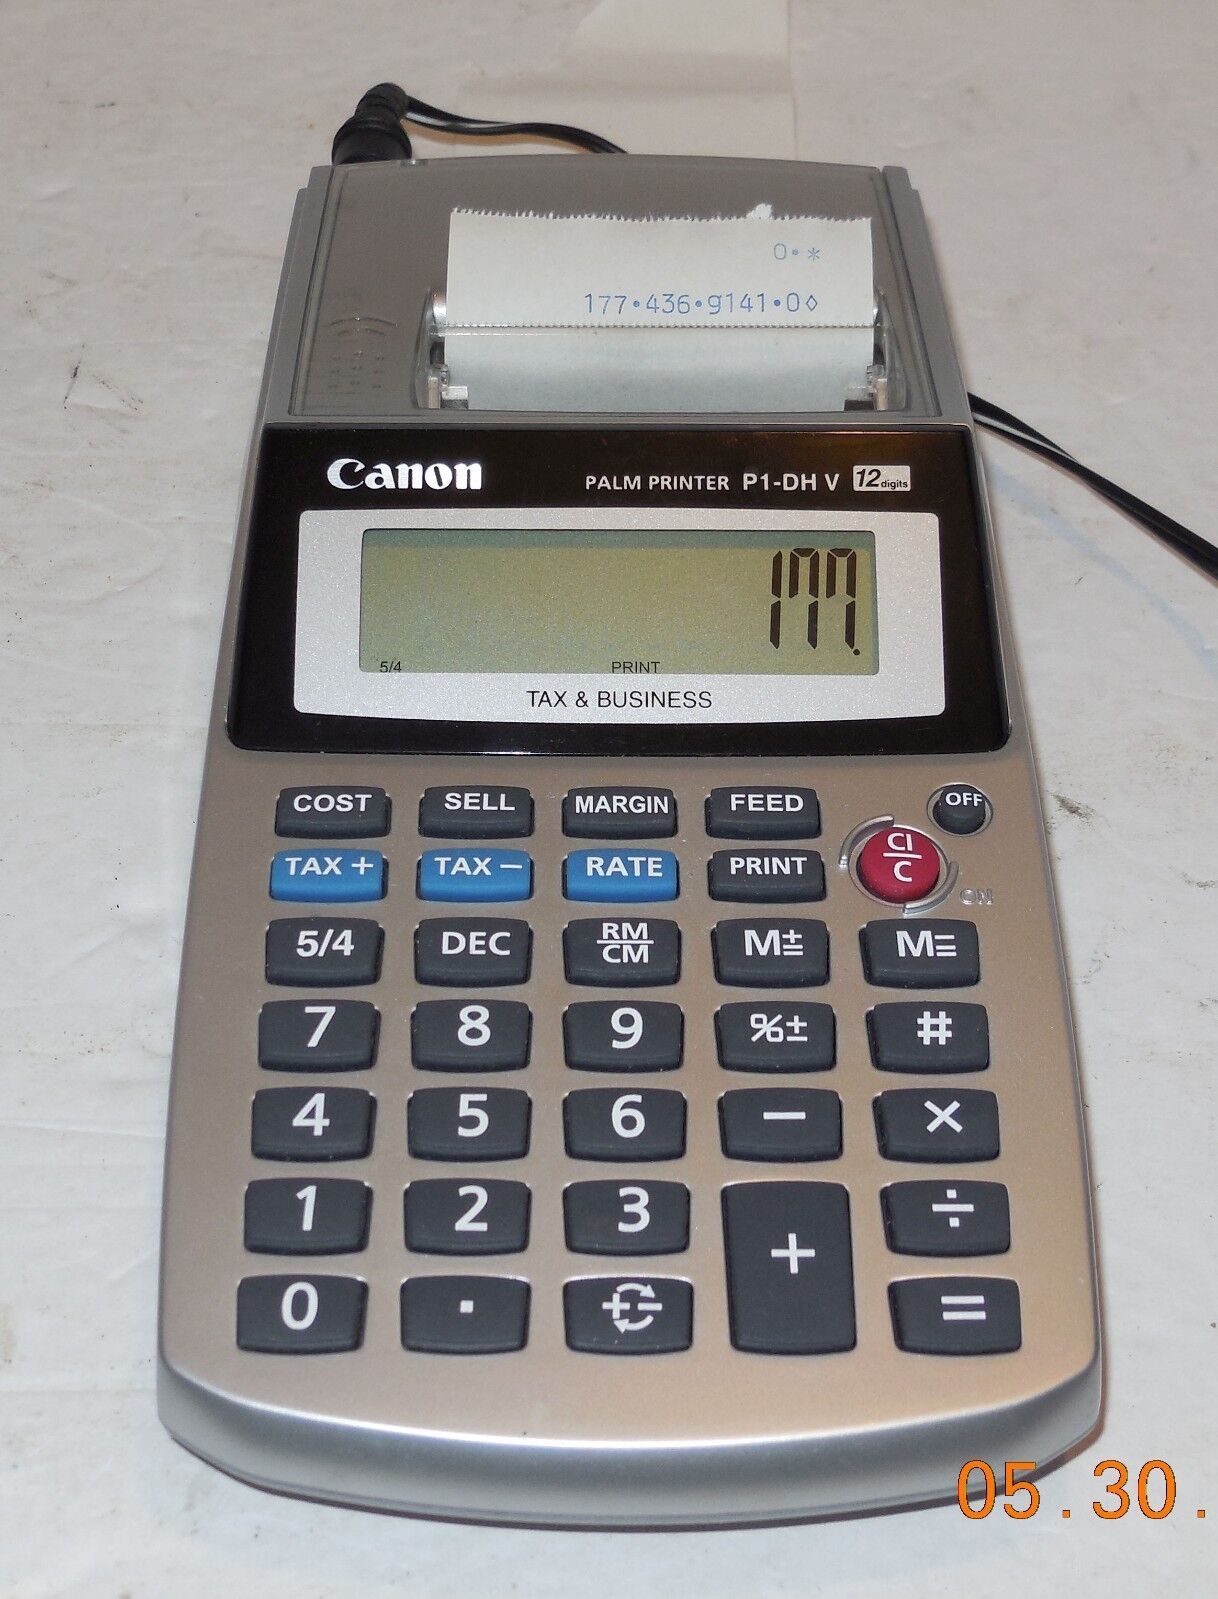 0•*
177•436•9141•0◊
Canon PALM PRINTER P1-DH V 12 digits
177.
5/4 PRINT
TAX & BUSINESS
COST SELL MARGIN FEED OFF
TAX + TAX − RATE PRINT CI/C ON
5/4 DEC RM/CM M± M=
7 8 9 %± #
4 5 6 − ×
1 2 3 + ÷
0 . +− =
05.30.